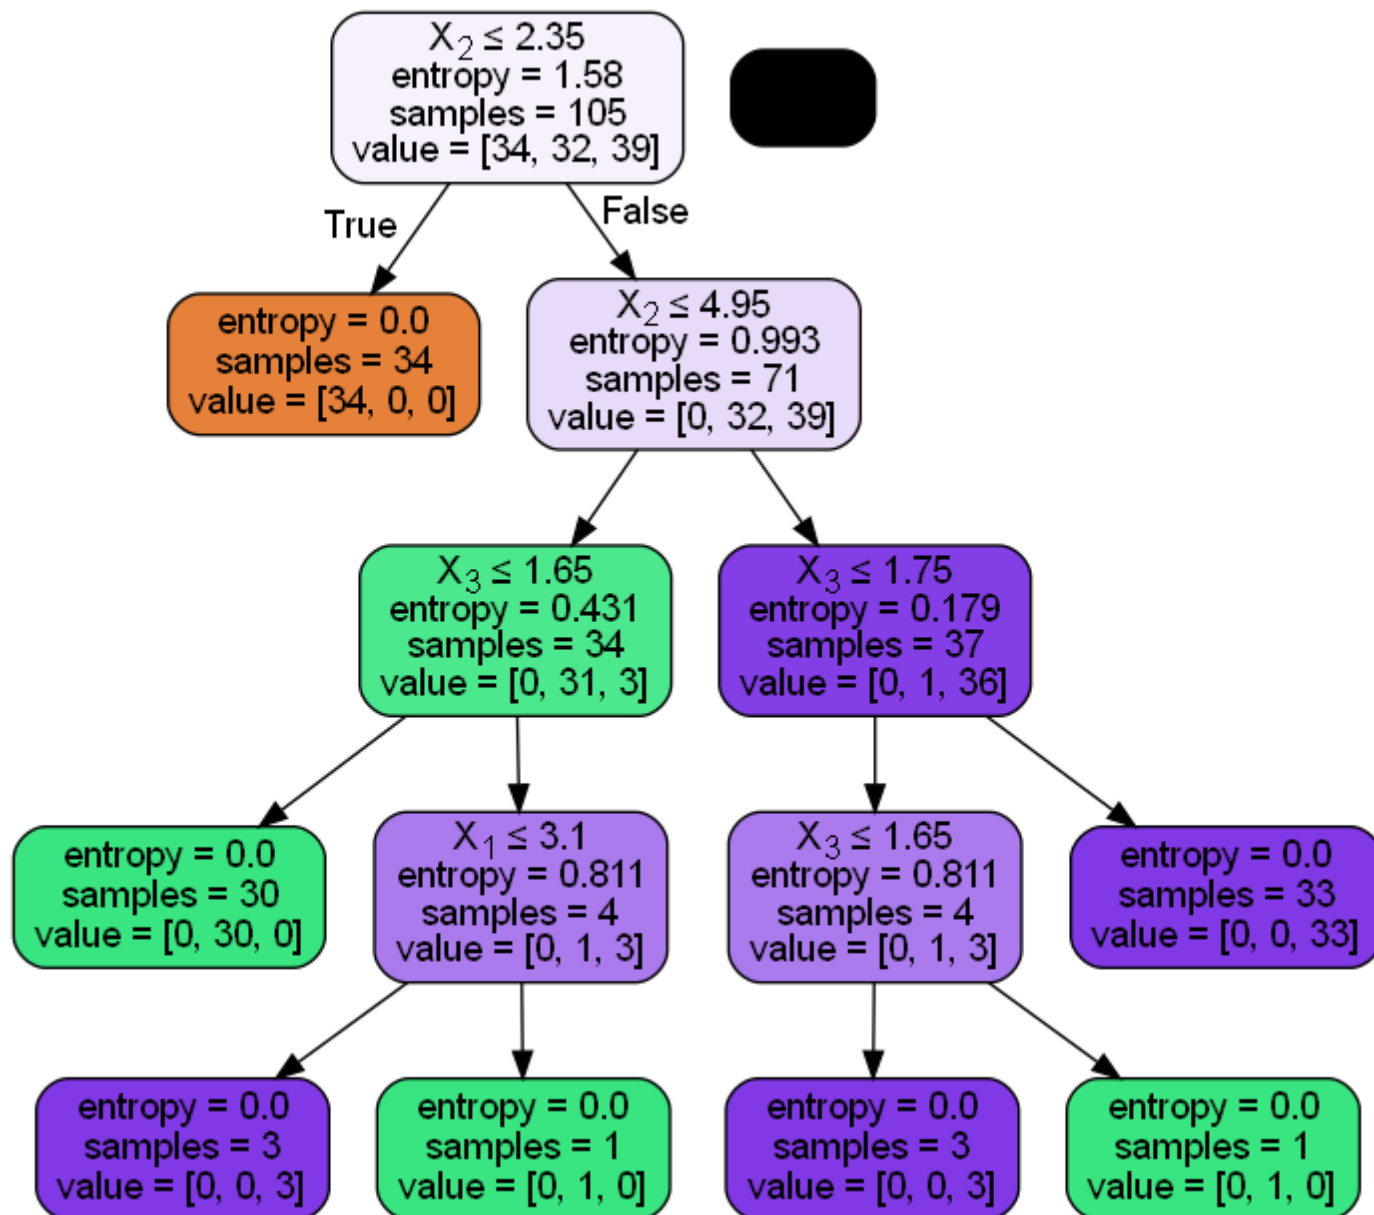 X₂ ≤ 2.35
entropy = 1.58
samples = 105
value = [34, 32, 39]
True
False
entropy = 0.0
samples = 34
value = [34, 0, 0]
X₂ ≤ 4.95
entropy = 0.993
samples = 71
value = [0, 32, 39]
X₃ ≤ 1.65
entropy = 0.431
samples = 34
value = [0, 31, 3]
X₃ ≤ 1.75
entropy = 0.179
samples = 37
value = [0, 1, 36]
entropy = 0.0
samples = 30
value = [0, 30, 0]
X₁ ≤ 3.1
entropy = 0.811
samples = 4
value = [0, 1, 3]
X₃ ≤ 1.65
entropy = 0.811
samples = 4
value = [0, 1, 3]
entropy = 0.0
samples = 33
value = [0, 0, 33]
entropy = 0.0
samples = 3
value = [0, 0, 3]
entropy = 0.0
samples = 1
value = [0, 1, 0]
entropy = 0.0
samples = 3
value = [0, 0, 3]
entropy = 0.0
samples = 1
value = [0, 1, 0]